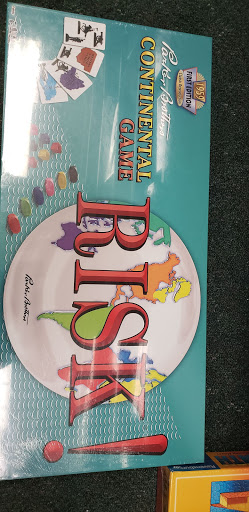 1959
FIRST EDITION
Parker Brothers
CONTINENTAL
GAME
RISK!
Parker Brothers